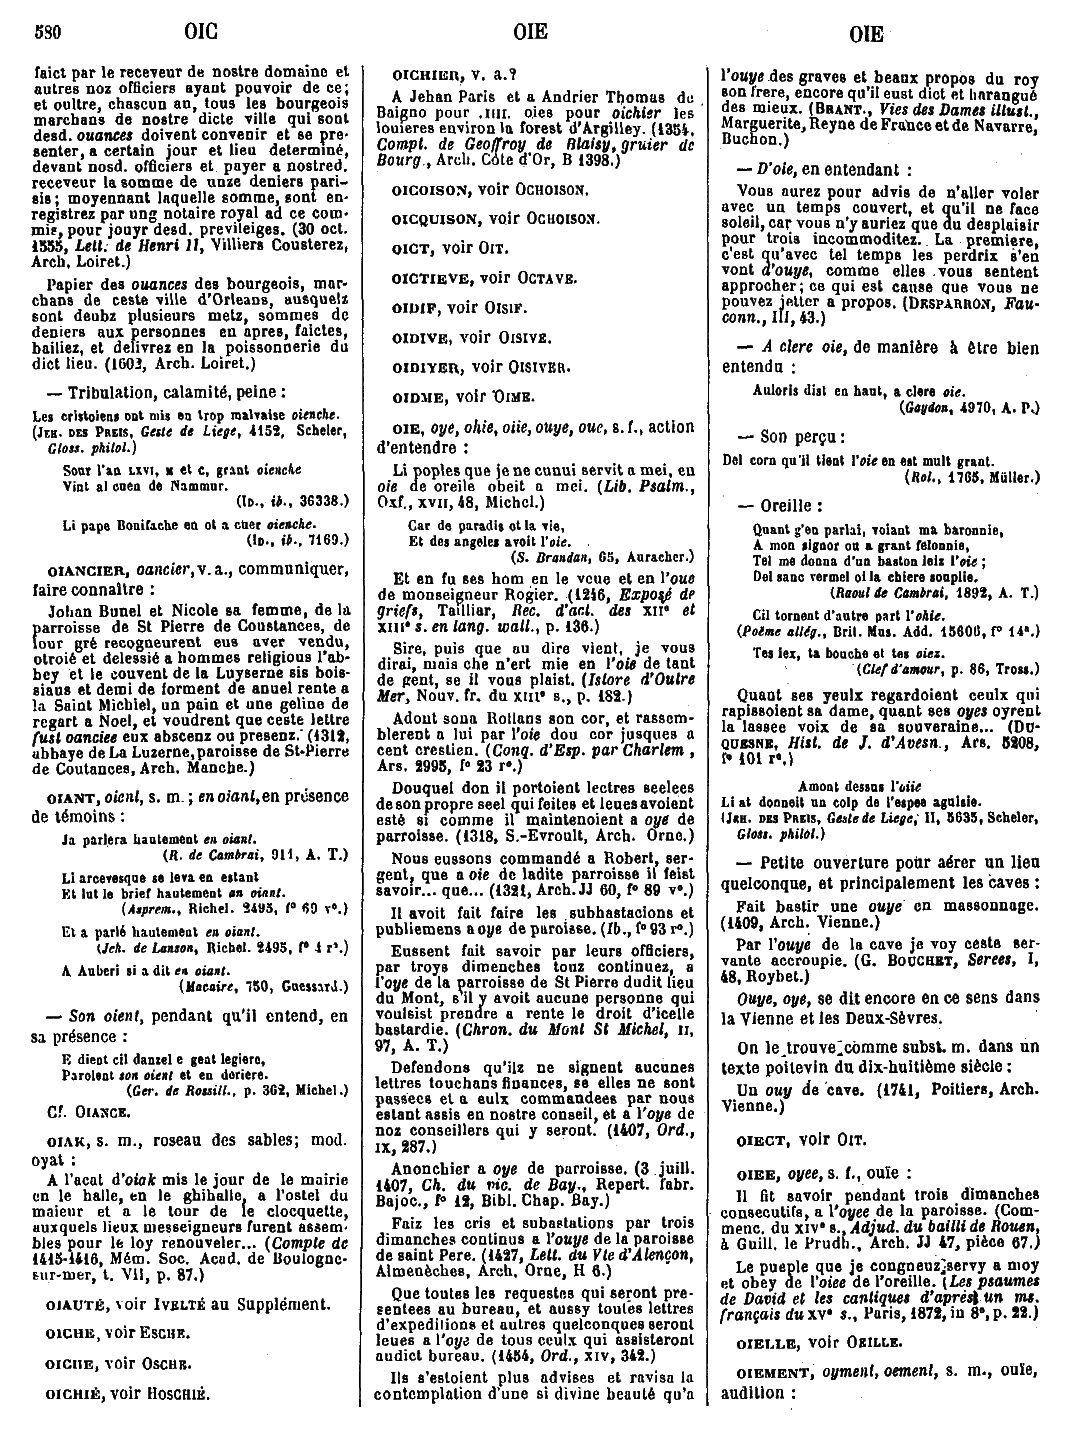 580 OIC OIE OIE
faict par le receveur de nostre domaine et
autres noz officiers ayant pouvoir de ce;
et oultre, chascun an, tous les bourgeois
marchans de nostre dicte ville qui sont
desd. ouances doivent convenir et se pre-
senter, a certain jour et lieu determiné,
devant nosd. officiers et payer a nostred.
receveur la somme de unze deniers pari-
sis; moyennant laquelle somme, sont en-
registrez par ung notaire royal ad ce com-
mis, pour jouyr desd. previleiges. (30 oct.
1555, Lett. de Henri II, Villiers Cousterez,
Arch. Loiret.)
Papier des ouances des bourgeois, mar-
chans de ceste ville d'Orleans, ausquelz
sont deubz plusieurs metz, sommes de
deniers aux personnes en apres, faictes,
bailiez, et delivrez en la poissonnerie du
dict lieu. (1602, Arch. Loiret.)
— Tribulation, calamité, peine :
Les cristoiens ont mis en trop malvaise oienche.
(JEH. DES PREIS, Geste de Liege, 4152, Scheler,
Gloss. philol.)
Sour l'an LXVI, M et C, grant oienche
Vint al cuen de Nammur.
(ID., ib., 36338.)
Li pape Bonifache en ot a cuer oienche.
(ID., ib., 7169.)
OIANCIER, oancier, v. a., communiquer,
faire connaître :
Johan Bunel et Nicole sa femme, de la
parroisse de St Pierre de Coustances, de
lour gré recogneurent eus aver vendu,
otroié et delessié a hommes religious l'ab-
bey et le couvent de la Luyserne sis bois-
siaus et demi de forment de anuel rente a
la Saint Michiel, un pain et une geline de
regart a Noel, et voudrent que ceste lettre
fust oanciee eux abscenz ou presenz. (1312,
abbaye de La Luzerne, paroisse de St-Pierre
de Coutances, Arch. Manche.)
OIANT, oient, s. m. ; en oiant, en présence
de témoins :
Ja parlera hautement en oiant.
(R. de Cambrai, 911, A. T.)
Li arcevesque se leva en estant
Et lut le brief hautement en oiant.
(Asprem., Richel. 2495, f° 69 v°.)
Et a parlé hautement en oiant.
(Jeh. de Lanson, Richel. 2495, f° 4 r°.)
A Auberi si a dit en oiant.
(Macaire, 750, Guessard.)
— Son oient, pendant qu'il entend, en
sa présence :
E dient cil danzel e gent legiere,
Parolent son oient et en doriere.
(Ger. de Rossill., p. 362, Michel.)
Cf. OIANCE.
OIAK, s. m., roseau des sables; mod.
oyat :
A l'acat d'oiak mis le jour de le mairie
en le halle, en le ghihalle, a l'ostel du
maieur et a le tour de le clocquette,
auxquels lieux messeigneurs furent assem-
bles pour le loy renouveler... (Compte de
1415-1416, Mém. Soc. Acad. de Boulogne-
sur-mer, t. VII, p. 87.)
OIAUTÉ, voir IVELTÉ au Supplément.
OICHE, voir ESCHE.
OICHE, voir OSCHE.
OICHIÉ, voir HOSCHIÉ.
OICHIER, v. a.?
A Jehan Paris et a Andrier Thomas du
Baigno pour .IIII. oies pour oichier les
louieres environ la forest d'Argilley. (1354,
Compt. de Geoffroy de Blaisy, gruier de
Bourg., Arch. Côte d'Or, B 1398.)
OICOISON, voir OCHOISON.
OICQUISON, voir OCHOISON.
OICT, voir OIT.
OICTIEVE, voir OCTAVE.
OIDIF, voir OISIF.
OIDIVE, voir OISIVE.
OIDIYER, voir OISIVER.
OIDME, voir OIME.
OIE, oye, ohie, oiie, ouye, oue, s. f., action
d'entendre :
Li poples que je ne cunui servit a mei, en
oie de oreile obeit a mei. (Lib. Psalm.,
Oxf., XVII, 48, Michel.)
Car de paradis ot la vie,
Et des angeles avoit l'oie.
(S. Brandan, 65, Auracher.)
Et en fu ses hom en le veue et en l'oue
de monseigneur Rogier. (1246, Exposé de
griefs, Tailliar, Rec. d'act. des XIIe et
XIIIe s. en lang. wall., p. 136.)
Sire, puis que au dire vient, je vous
dirai, mais che n'ert mie en l'oie de tant
de gent, se il vous plaist. (Istore d'Outre
Mer, Nouv. fr. du XIIIe s., p. 182.)
Adont sona Rollans son cor, et rassem-
blerent a lui par l'oie dou cor jusques a
cent crestien. (Conq. d'Esp. par Charlem ,
Ars. 2995, f° 23 r°.)
Douquel don il portoient lectres seelees
de son propre seel qui feites et leues avoient
esté si comme il maintenoient a oye de
parroisse. (1318, S.-Evroult, Arch. Orne.)
Nous eussons commandé a Robert, ser-
gent, que a oie de ladite parroisse il feist
savoir... que... (1321, Arch. JJ 60, f° 89 v°.)
Il avoit fait faire les subhastacions et
publiemens a oye de paroisse. (Ib., f° 93 r°.)
Eussent fait savoir par leurs officiers,
par troys dimenches touz continuez, a
l'oye de la parroisse de St Pierre dudit lieu
du Mont, s'il y avoit aucune personne qui
voulsist prendre a rente le droit d'icelle
bastardie. (Chron. du Mont St Michel, II,
97, A. T.)
Defendons qu'ilz ne signent aucunes
lettres touchans finances, se elles ne sont
passees et a eulx commandees par nous
estant assis en nostre conseil, et a l'oye de
noz conseillers qui y seront. (1407, Ord.,
IX, 287.)
Anonchier a oye de parroisse. (3 juill.
1407, Ch. du vic. de Bay., Repert. fabr.
Bajoc., f° 12, Bibl. Chap. Bay.)
Faiz les cris et subastations par trois
dimanches continus a l'ouye de la paroisse
de saint Pere. (1427, Lett. du Vte d'Alençon,
Almenèches, Arch. Orne, H 6.)
Que toutes les requestes qui seront pre-
sentees au bureau, et aussy toutes lettres
d'expeditions et autres quelconques seront
leues a l'oye de tous ceulx qui assisteront
audict bureau. (1454, Ord., XIV, 342.)
Ils s'estoient plus advises et ravisa la
contemplation d'une si divine beauté qu'a
l'ouye des graves et beaux propos du roy
son frere, encore qu'il eust dict et harangué
des mieux. (BRANT., Vies des Dames illust.,
Marguerite, Reyne de France et de Navarre,
Buchon.)
— D'oie, en entendant :
Vous aurez pour advis de n'aller voler
avec un temps couvert, et qu'il ne face
soleil, car vous n'y auriez que du desplaisir
pour trois incommoditez. La premiere,
c'est qu'avec tel temps les perdrix s'en
vont d'ouye, comme elles vous sentent
approcher; ce qui est cause que vous ne
pouvez jetter a propos. (DESPARRON, Fau-
conn., III, 43.)
— A clere oie, de manière à être bien
entendu :
Auloris dist en haut, a clere oie.
(Gaydon, 4970, A. P.)
— Son perçu :
Del corn qu'il tient l'oie en est mult grant.
(Rol., 1765, Müller.)
— Oreille :
Quant g'en parlai, voiant ma baronnie,
A mon signor ou a grant felonnie,
Tel me donna d'un baston leiz l'oie ;
Del sanc vermel oi la chiere souplie.
(Raoul de Cambrai, 1892, A. T.)
Cil tornent d'autre part l'ohie.
(Poème allég., Brit. Mus. Add. 15606, f° 14a.)
Tes iex, ta bouche et tes oiez.
(Clef d'amour, p. 86, Tross.)
Quant ses yeulx regardoient ceulx qui
rapissoient sa dame, quant ses oyes oyrent
la lassee voix de sa souveraine... (DU-
QUESNE, Hist. de J. d'Avesn., Ars. 5208,
f° 101 r°.)
Amont dessus l'oiie
Li at donneit un colp de l'espee aguisie.
(JEH. DES PREIS, Geste de Liege, II, 5635, Scheler,
Gloss. philol.)
— Petite ouverture pour aérer un lieu
quelconque, et principalement les caves :
Fait bastir une ouye en massonnage.
(1409, Arch. Vienne.)
Par l'ouye de la cave je voy ceste ser-
vante accroupie. (G. BOUCHET, Serees, I,
48, Roybet.)
Ouye, oye, se dit encore en ce sens dans
la Vienne et les Deux-Sèvres.
On le trouve comme subst. m. dans un
texte poitevin du dix-huitième siècle :
Un ouy de cave. (1741, Poitiers, Arch.
Vienne.)
OIECT, voir OIT.
OIEE, oyee, s. f., ouïe :
Il fit savoir pendant trois dimanches
consecutifs, a l'oyee de la paroisse. (Com-
menc. du XIVe s., Adjud. du bailli de Rouen,
à Guill. le Prudh., Arch. JJ 47, pièce 67.)
Le pueple que je congneuz servy a moy
et obey de l'oiee de l'oreille. (Les psaumes
de David et les cantiques d'après un ms.
français du XVe s., Paris, 1872, in 8°, p. 22.)
OIELLE, voir OEILLE.
OIEMENT, oyment, oement, s. m., ouïe,
audition :